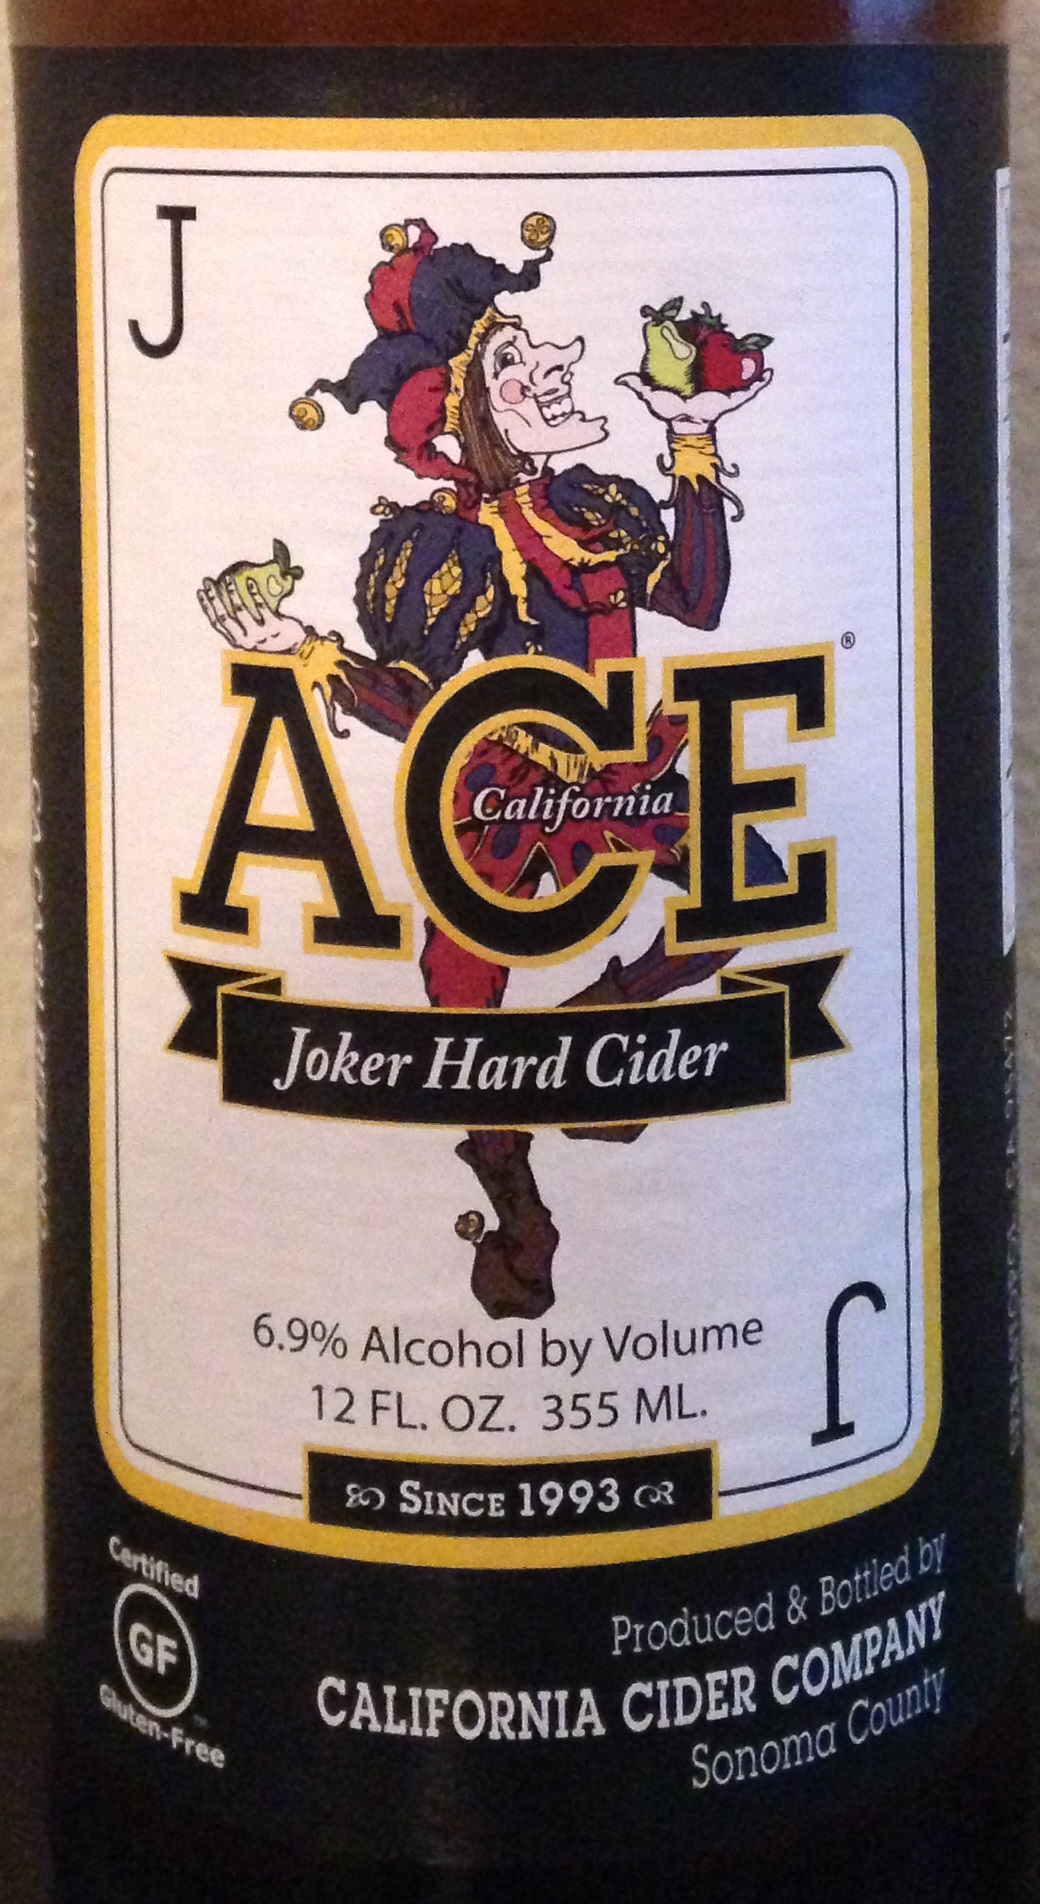 J
ACE ®
California
Joker Hard Cider
6.9% Alcohol by Volume
12 FL. OZ. 355 ML.
J
SINCE 1993
Certified
GF
Gluten-Free
Produced & Bottled by
CALIFORNIA CIDER COMPANY
Sonoma County